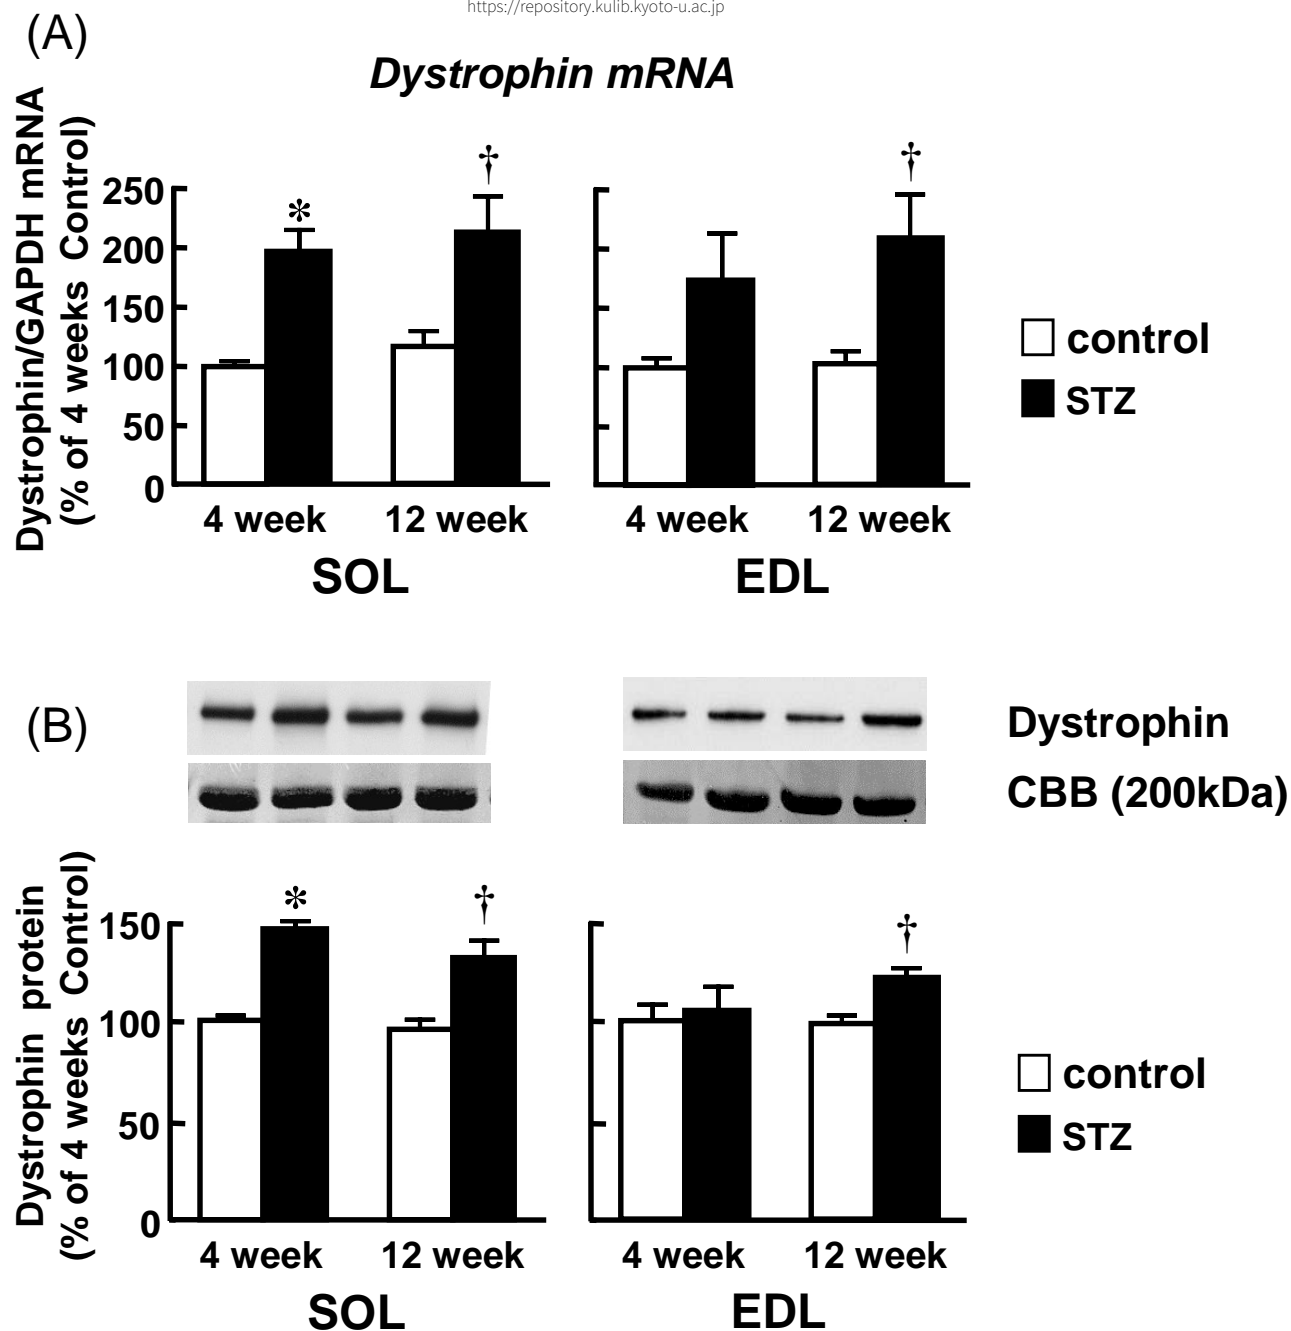 https://repository.kulib.kyoto-u.ac.jp
(A)
Dystrophin mRNA
Dystrophin/GAPDH mRNA
(% of 4 weeks Control)
250
200
150
100
50
0
*
†
†
4 week 12 week
SOL
4 week 12 week
EDL
control
STZ
(B)
Dystrophin
CBB (200kDa)
Dystrophin protein
(% of 4 weeks Control)
150
100
50
0
*
†
†
4 week 12 week
SOL
4 week 12 week
EDL
control
STZ